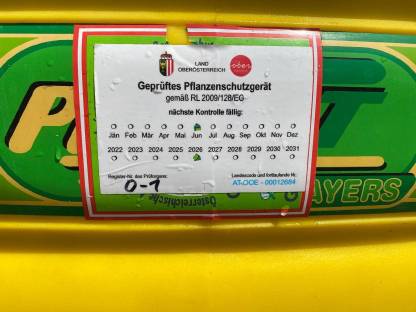 LAND
OBERÖSTERREICH
Geprüftes Pflanzenschutzgerät
gemäß RL 2009/128/EG
nächste Kontrolle fällig:
Jän Feb Mär Apr Mai Jun Jul Aug Sep Okt Nov Dez
2022 2023 2024 2025 2026 2027 2028 2029 2030 2031
Register-Nr. des Prüforgans: Landescode und fortlaufende Nr.
0-1 AT-OOE - 00012684
AYERS
Österreichische